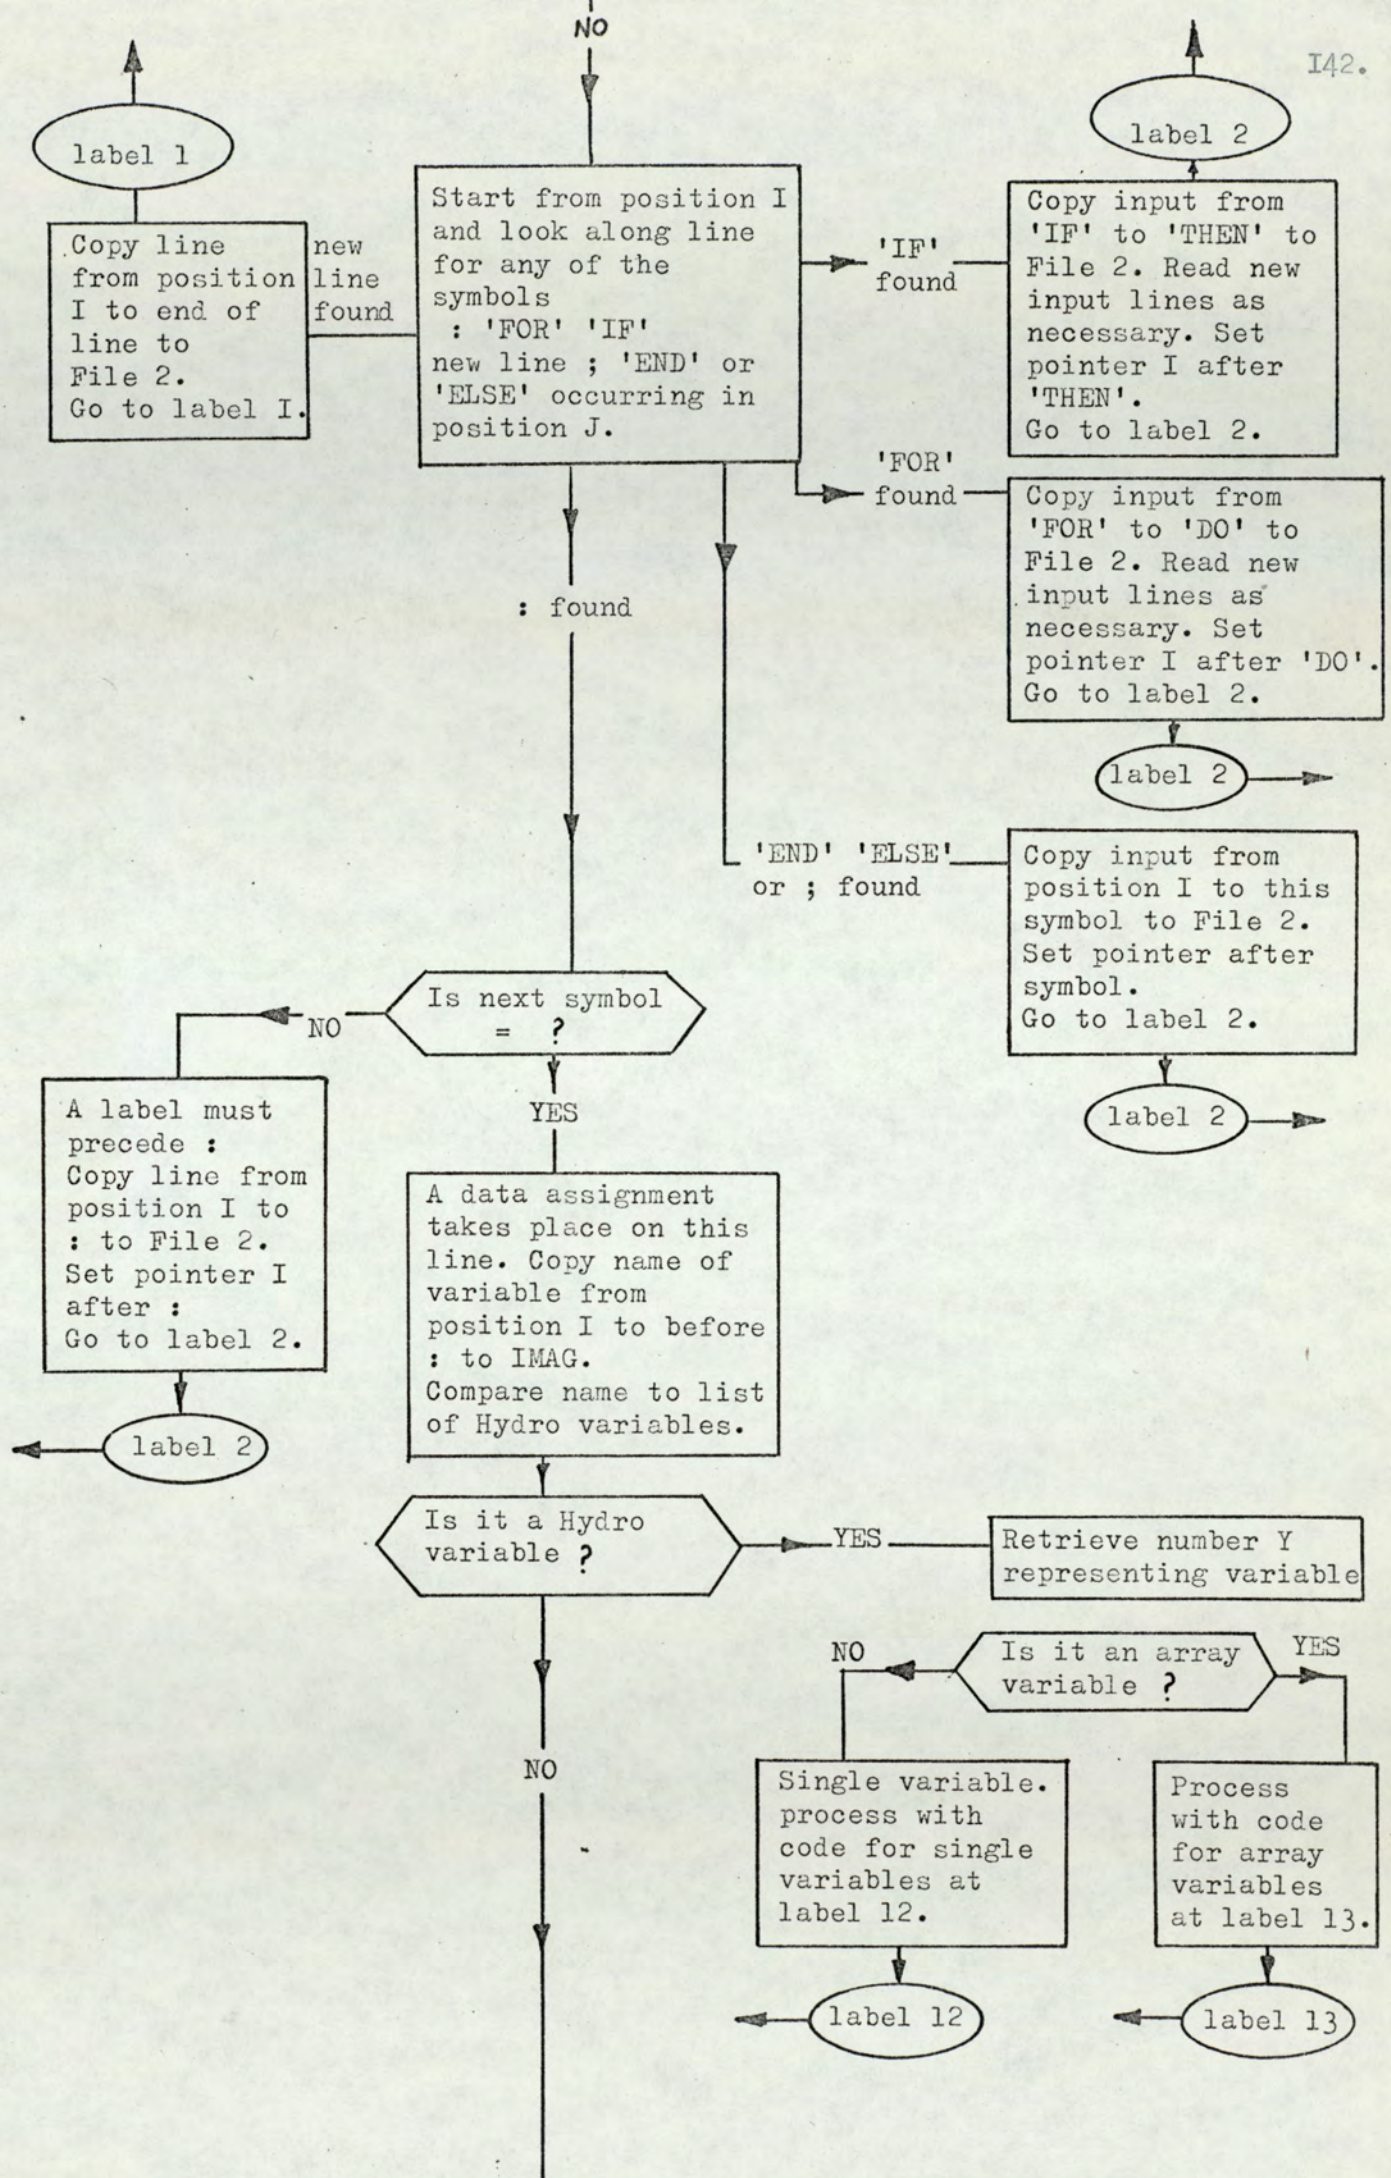 NO
I42.
label 1
label 2
Copy line
from position
I to end of
line to
File 2.
Go to label I.
new
line
found
Start from position I
and look along line
for any of the
symbols
: 'FOR' 'IF'
new line ; 'END' or
'ELSE' occurring in
position J.
'IF'
found
Copy input from
'IF' to 'THEN' to
File 2. Read new
input lines as
necessary. Set
pointer I after
'THEN'.
Go to label 2.
'FOR'
found
Copy input from
'FOR' to 'DO' to
File 2. Read new
input lines as
necessary. Set
pointer I after 'DO'.
Go to label 2.
label 2
: found
'END' 'ELSE'
or ; found
Copy input from
position I to this
symbol to File 2.
Set pointer after
symbol.
Go to label 2.
label 2
Is next symbol
= ?
NO
YES
A label must
precede :
Copy line from
position I to
: to File 2.
Set pointer I
after :
Go to label 2.
label 2
A data assignment
takes place on this
line. Copy name of
variable from
position I to before
: to IMAG.
Compare name to list
of Hydro variables.
Is it a Hydro
variable ?
YES
Retrieve number Y
representing variable
NO
Is it an array
variable ?
YES
NO
Single variable.
process with
code for single
variables at
label 12.
Process
with code
for array
variables
at label 13.
label 12
label 13